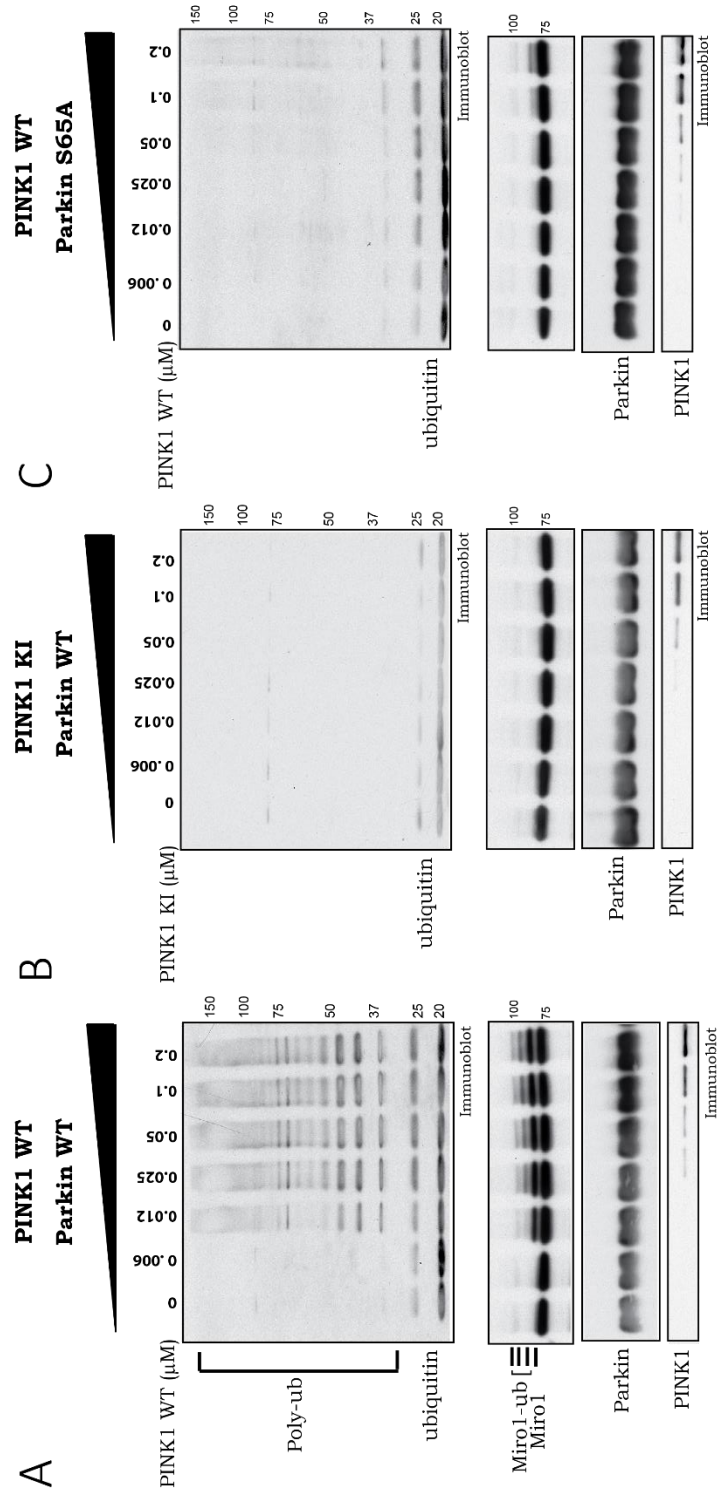 A
PINK1 WT
Parkin WT
PINK1 WT (μM)
0 0.006 0.012 0.025 0.05 0.1 0.2
Poly-ub
ubiquitin
150
100
75
50
37
25
20
Immunoblot
Miro1-ub
Miro1
100
75
Parkin
PINK1
Immunoblot
B
PINK1 KI
Parkin WT
PINK1 KI (μM)
0 0.006 0.012 0.025 0.05 0.1 0.2
ubiquitin
150
100
75
50
37
25
20
Immunoblot
100
75
Parkin
PINK1
Immunoblot
C
PINK1 WT
Parkin S65A
PINK1 WT (μM)
0 0.006 0.012 0.025 0.05 0.1 0.2
ubiquitin
150
100
75
50
37
25
20
Immunoblot
100
75
Parkin
PINK1
Immunoblot